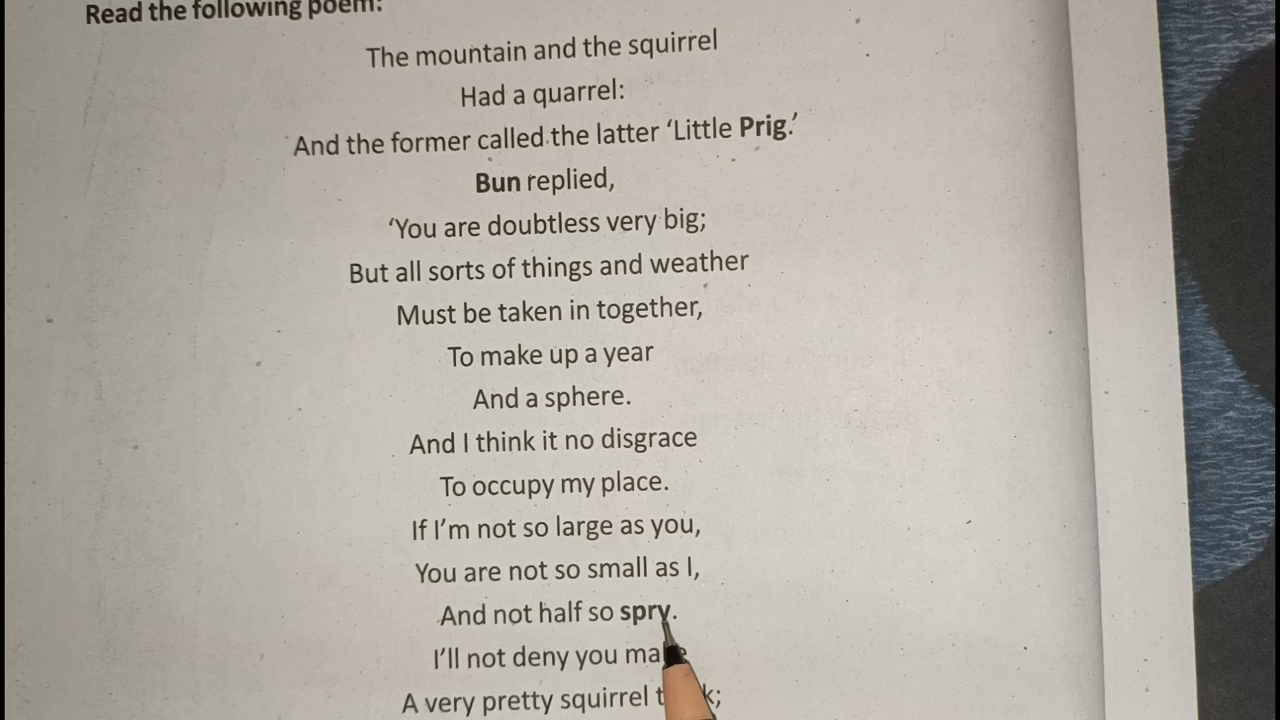 Read the following poem:
The mountain and the squirrel
Had a quarrel:
And the former called the latter ‘Little Prig.’
Bun replied,
‘You are doubtless very big;
But all sorts of things and weather
Must be taken in together,
To make up a year
And a sphere.
And I think it no disgrace
To occupy my place.
If I’m not so large as you,
You are not so small as I,
And not half so spry.
I’ll not deny you make
A very pretty squirrel